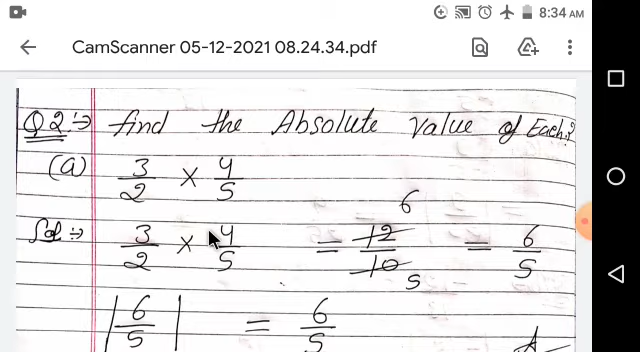 8:34 AM
CamScanner 05-12-2021 08.24.34.pdf
Q2:⇒ find the Absolute Value of Each:
(a) 3/2 × 4/5
Sol:⇒ 3/2 × 4/5 = 12/10 6 5 = 6/5
|6/5| = 6/5